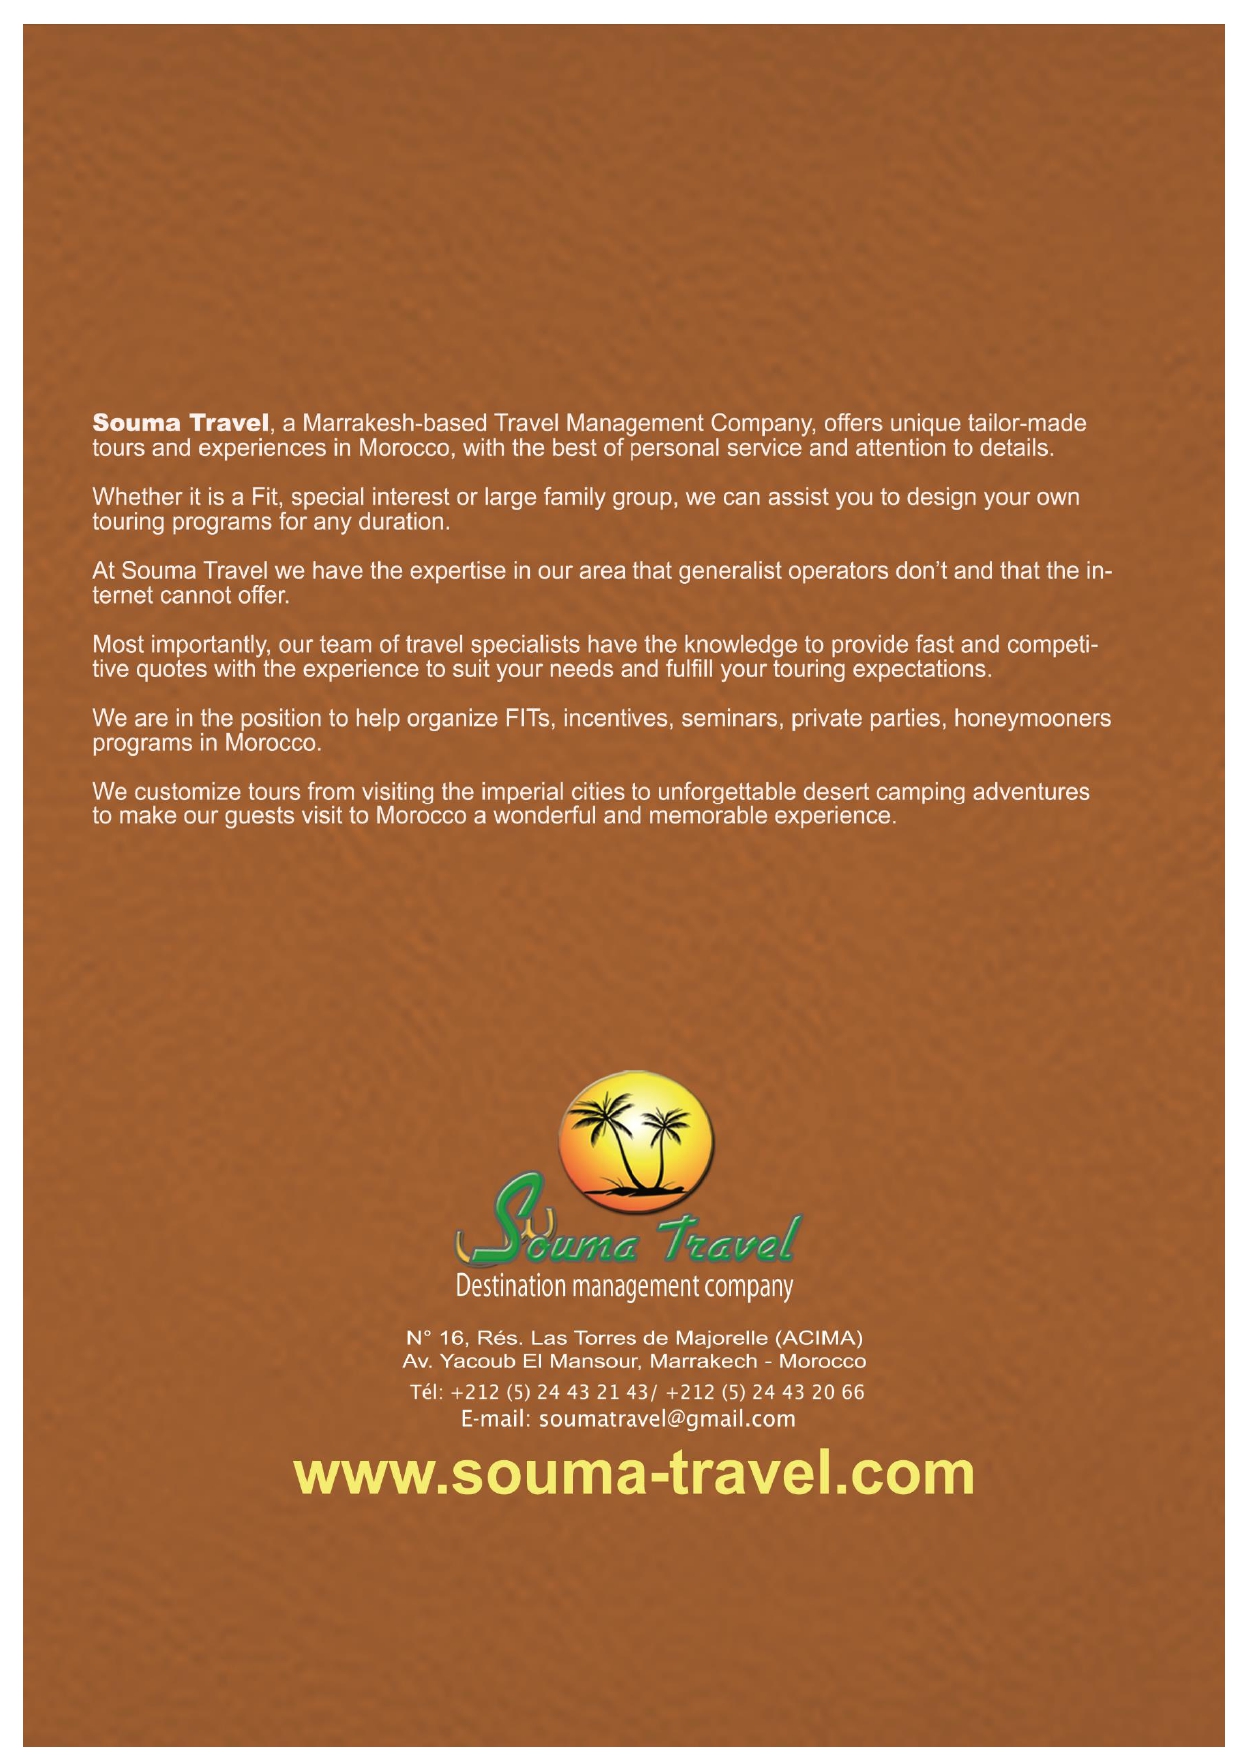 Souma Travel, a Marrakesh-based Travel Management Company, offers unique tailor-made
tours and experiences in Morocco, with the best of personal service and attention to details.
Whether it is a Fit, special interest or large family group, we can assist you to design your own
touring programs for any duration.
At Souma Travel we have the expertise in our area that generalist operators don’t and that the in-
ternet cannot offer.
Most importantly, our team of travel specialists have the knowledge to provide fast and competi-
tive quotes with the experience to suit your needs and fulfill your touring expectations.
We are in the position to help organize FITs, incentives, seminars, private parties, honeymooners
programs in Morocco.
We customize tours from visiting the imperial cities to unforgettable desert camping adventures
to make our guests visit to Morocco a wonderful and memorable experience.
Souma Travel
Destination management company
N° 16, Rés. Las Torres de Majorelle (ACIMA)
Av. Yacoub El Mansour, Marrakech - Morocco
Tél: +212 (5) 24 43 21 43/ +212 (5) 24 43 20 66
E-mail: soumatravel@gmail.com
www.souma-travel.com